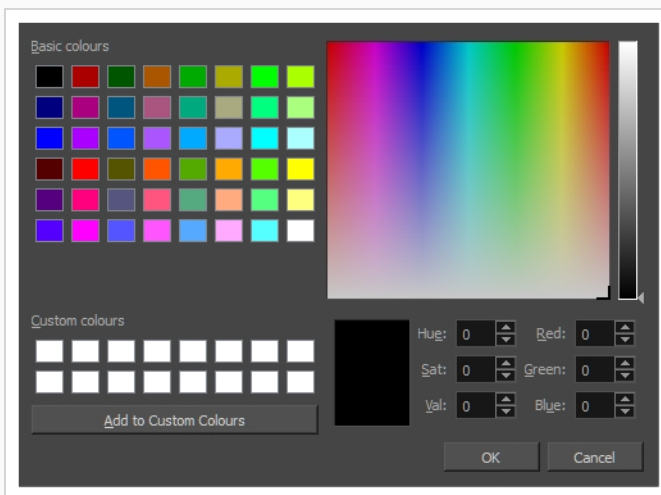 Basic colours
Custom colours
Add to Custom Colours
Hue: 0 Red: 0
Sat: 0 Green: 0
Val: 0 Blue: 0
OK Cancel